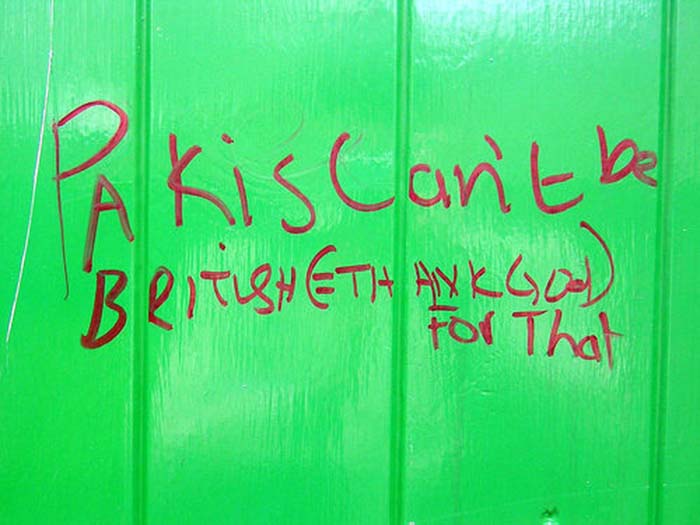 PAKis Can't be
BRITISH (THANK GOD)
For That